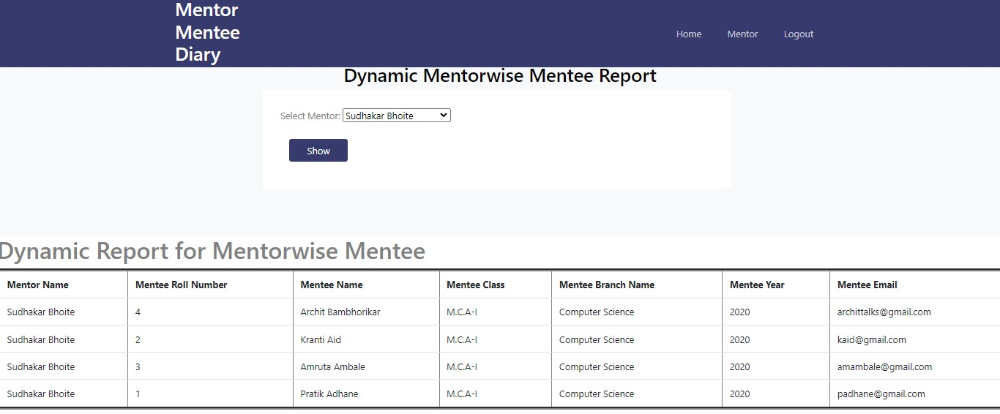 Mentor
Mentee
Diary
Home Mentor Logout
Dynamic Mentorwise Mentee Report
Select Mentor: Sudhakar Bhoite
Show
Dynamic Report for Mentorwise Mentee
Mentor Name Mentee Roll Number Mentee Name Mentee Class Mentee Branch Name Mentee Year Mentee Email
Sudhakar Bhoite 4 Archit Bambhorikar M.C.A-I Computer Science 2020 archittalks@gmail.com
Sudhakar Bhoite 2 Kranti Aid M.C.A-I Computer Science 2020 kaid@gmail.com
Sudhakar Bhoite 3 Amruta Ambale M.C.A-I Computer Science 2020 amambale@gmail.com
Sudhakar Bhoite 1 Pratik Adhane M.C.A-I Computer Science 2020 padhane@gmail.com